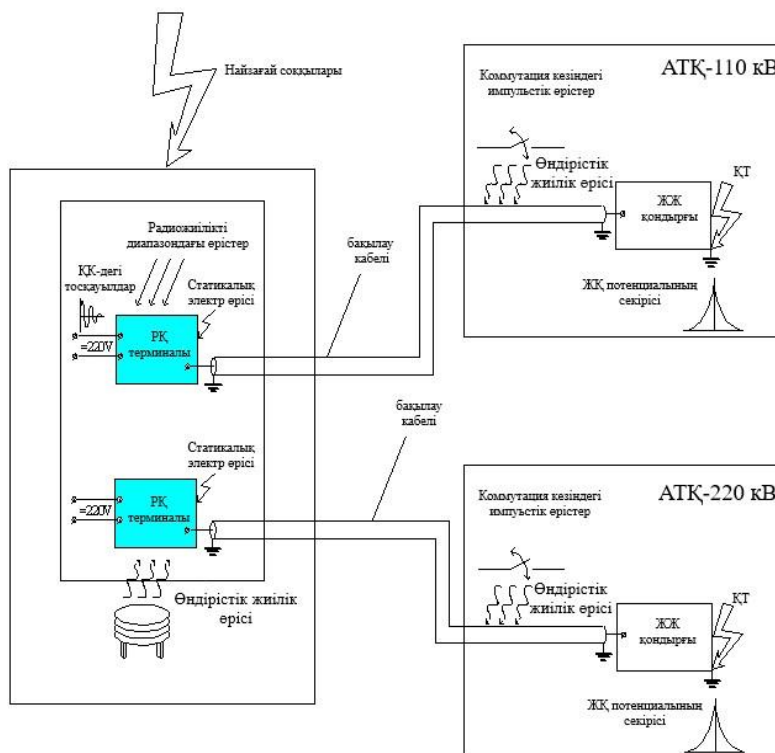 Найзағай соққылары
Коммутация кезіндегі
импульстік өрістер
АТҚ-110 кВ
Өндірістік
жиілік өрісі
ҚТ
ЖЖ
қондырғы
ЖҚ потенциалының
секірісі
Радиожиілікті
диапазондағы өрістер
ҚК-дегі
тосқауылдар
Статикалық
электр өрісі
=220V
РҚ
терминалы
бақылау
кабелі
бақылау
кабелі
Статикалық
электр өрісі
=220V
РҚ
терминалы
Өндірістік жиілік
өрісі
Коммутация кезіндегі
импуъстік өрістер
АТҚ-220 кВ
Өндірістік
жиілік өрісі
ҚТ
ЖЖ
қондырғы
ЖҚ потенциалының
секірісі